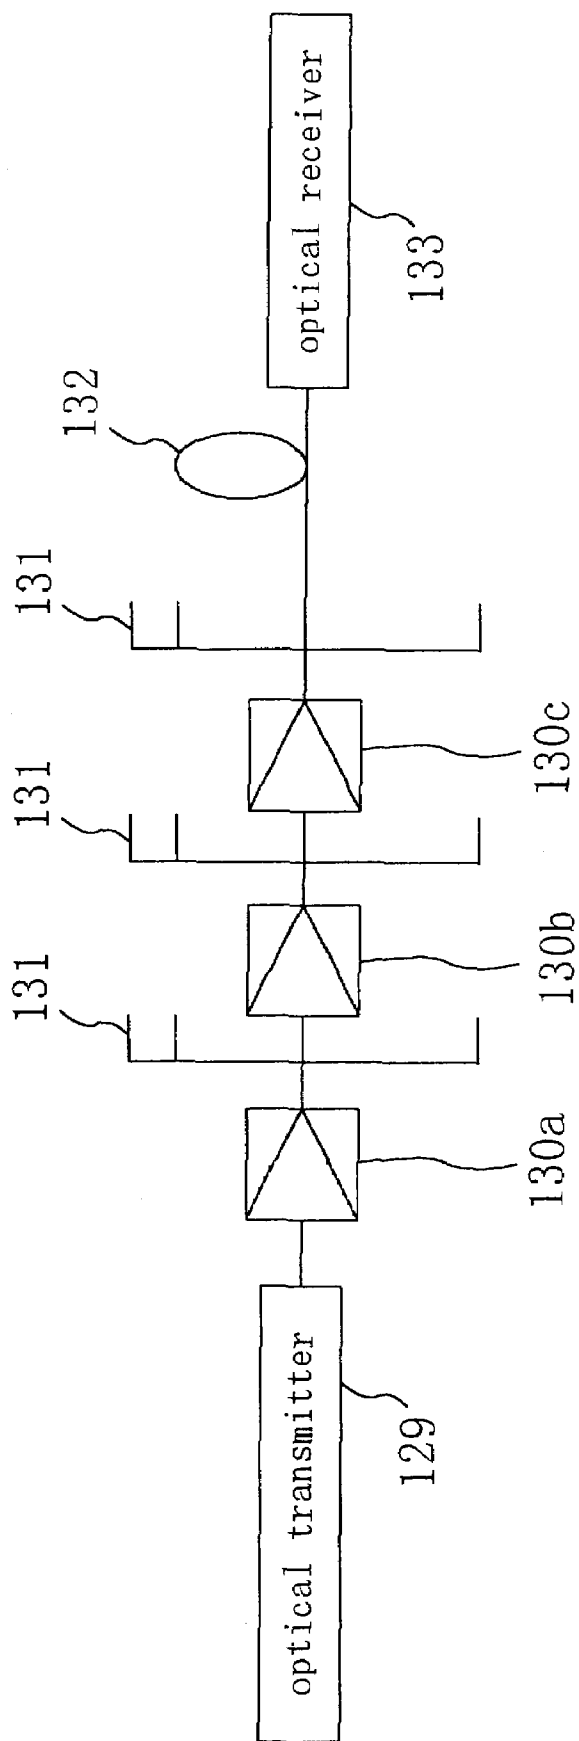 optical transmitter
129
130a
131
130b
131
130c
131
132
optical receiver
133